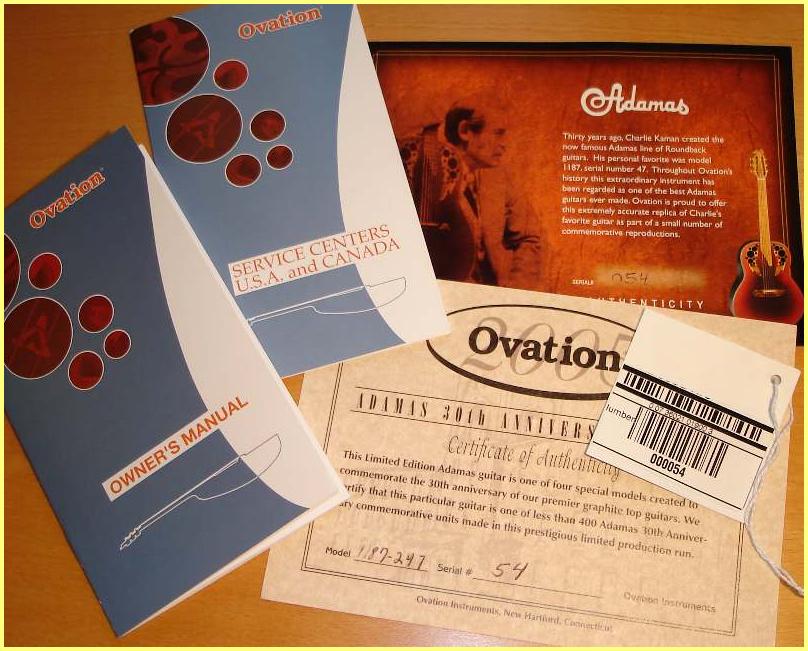 Ovation
SERVICE CENTERS
U.S.A. and CANADA
Ovation
OWNER'S MANUAL
Adamas
Thirty years ago, Charlie Kaman created the
now famous Adamas line of Roundback
guitars. His personal favorite was model
1187, serial number 47. Throughout Ovation's
history this extraordinary instrument has
been regarded as one of the best Adamas
guitars ever made. Ovation is proud to offer
this extremely accurate replica of Charlie's
favorite guitar as part of a small number of
commemorative reproductions.
SERIAL# 054
UTHENTICITY
2005
Ovation
ADAMAS 30th ANNIVERS
Certificate of Authenticity
This Limited Edition Adamas guitar is one of four special models created to
commemorate the 30th anniversary of our premier graphite top guitars. We
rtify that this particular guitar is one of less than 400 Adamas 30th Anniver-
ary commemorative units made in this prestigious limited production run.
Model 1187-247 Serial # 54
Ovation Instruments
Ovation Instruments, New Hartford, Connecticut
lumber
000054